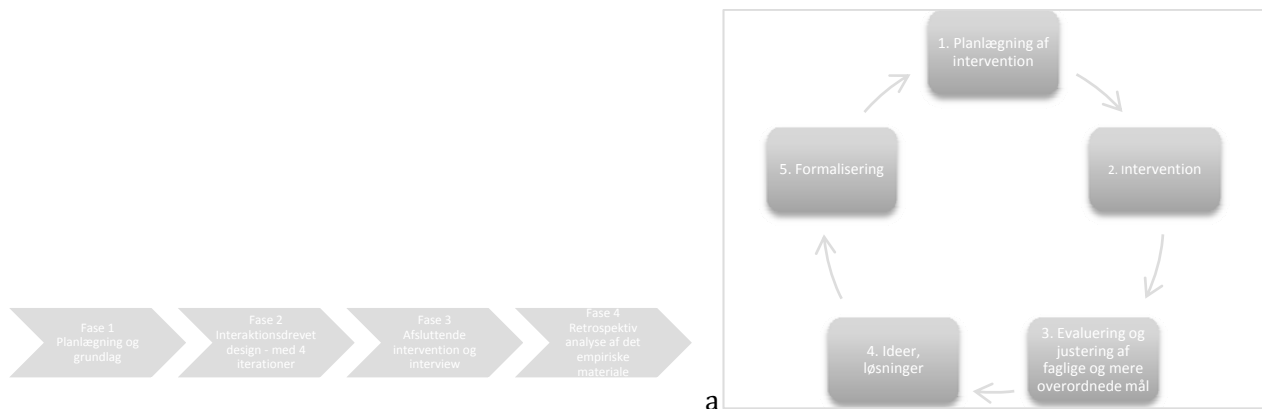 Fase 1
Planlægning og
grundlag
Fase 2
Interaktionsdrevet
design - med 4
iterationer
Fase 3
Afsluttende
intervention og
interview
Fase 4
Retrospektiv
analyse af det
empiriske
materiale
a
1. Planlægning af
intervention
2. Intervention
3. Evaluering og
justering af
faglige og mere
overordnede mål
4. Ideer,
løsninger
5. Formalisering